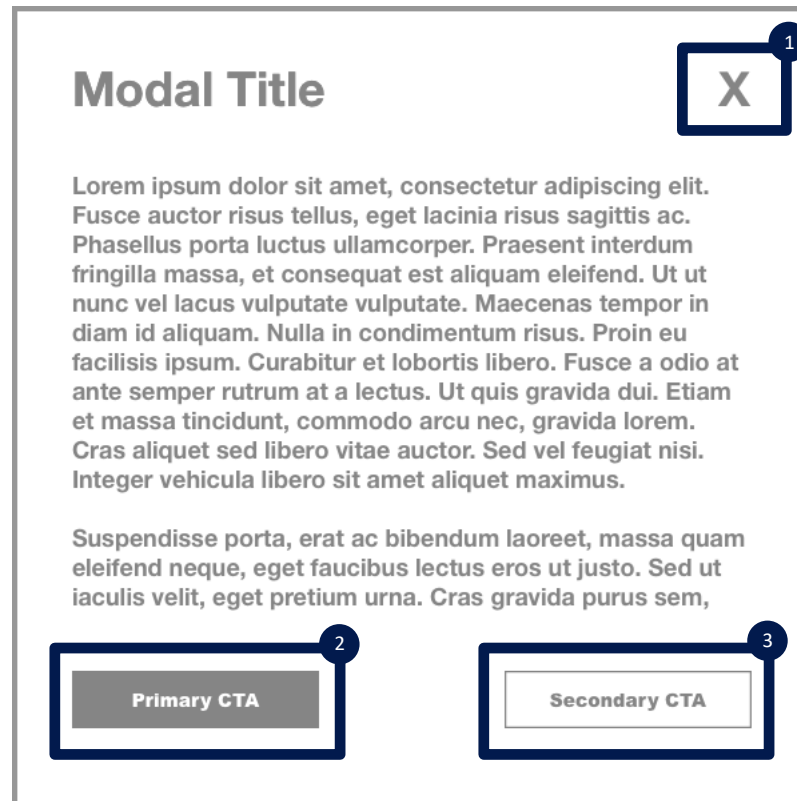 1
Modal Title
X
Lorem ipsum dolor sit amet, consectetur adipiscing elit.
Fusce auctor risus tellus, eget lacinia risus sagittis ac.
Phasellus porta luctus ullamcorper. Praesent interdum
fringilla massa, et consequat est aliquam eleifend. Ut ut
nunc vel lacus vulputate vulputate. Maecenas tempor in
diam id aliquam. Nulla in condimentum risus. Proin eu
facilisis ipsum. Curabitur et lobortis libero. Fusce a odio at
ante semper rutrum at a lectus. Ut quis gravida dui. Etiam
et massa tincidunt, commodo arcu nec, gravida lorem.
Cras aliquet sed libero vitae auctor. Sed vel feugiat nisi.
Integer vehicula libero sit amet aliquet maximus.
Suspendisse porta, erat ac bibendum laoreet, massa quam
eleifend neque, eget faucibus lectus eros ut justo. Sed ut
iaculis velit, eget pretium urna. Cras gravida purus sem,
2
3
Primary CTA
Secondary CTA